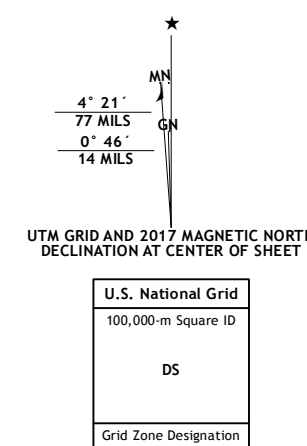 ★
MN
4° 21´
77 MILS
GN
0° 46´
14 MILS
UTM GRID AND 2017 MAGNETIC NORTH
DECLINATION AT CENTER OF SHEET
U.S. National Grid
100,000-m Square ID
DS
Grid Zone Designation